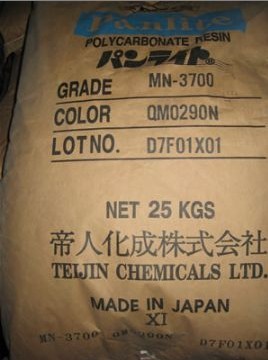 Panlite
POLYCARBONATE RESIN
パンライト
GRADE MN-3700
COLOR QM0290N
LOT NO. D7F01X01
NET 25 KGS
帝人化成株式会社
TEIJIN CHEMICALS LTD.
MADE IN JAPAN
XI
MN-3700 QM0290N D7F01X01